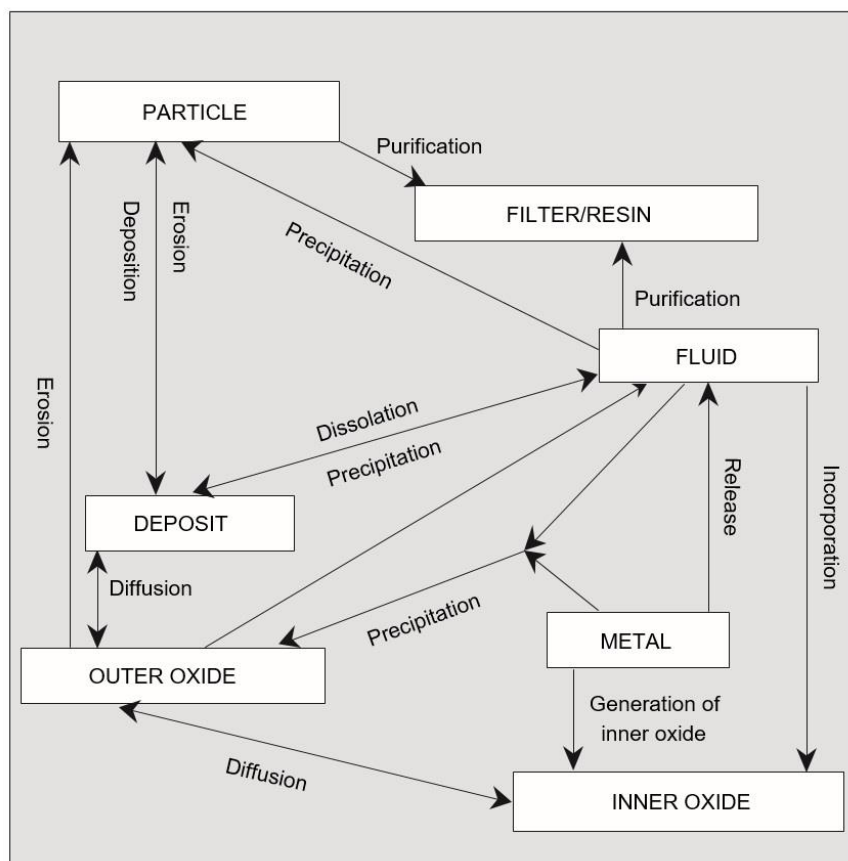 PARTICLE
Purification
FILTER/RESIN
Erosion
Deposition
Precipitation
Purification
FLUID
Erosion
Dissolation
Precipitation
Release
Incorporation
DEPOSIT
Diffusion
Precipitation
METAL
OUTER OXIDE
Generation of
inner oxide
Diffusion
INNER OXIDE